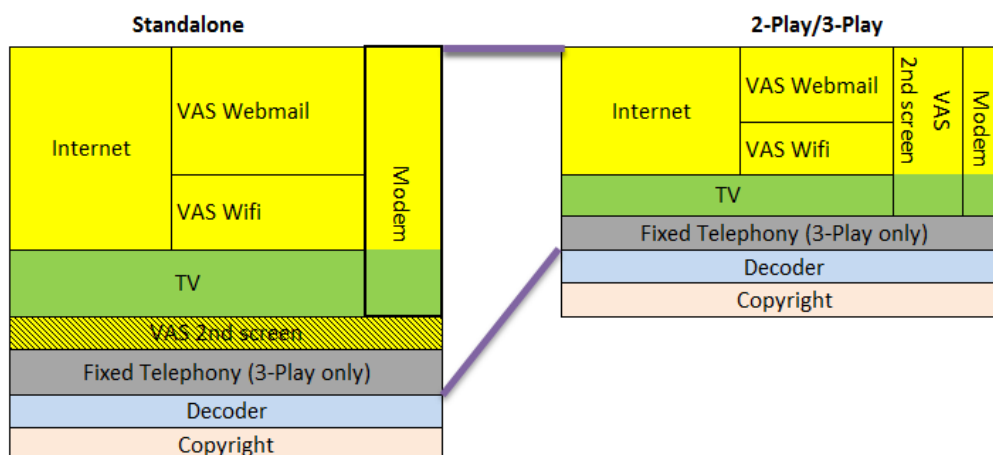 Standalone
Internet
VAS Webmail
VAS Wifi
Modem
TV
VAS 2nd screen
Fixed Telephony (3-Play only)
Decoder
Copyright
2-Play/3-Play
Internet
VAS Webmail
VAS Wifi
VAS
2nd screen
Modem
TV
Fixed Telephony (3-Play only)
Decoder
Copyright